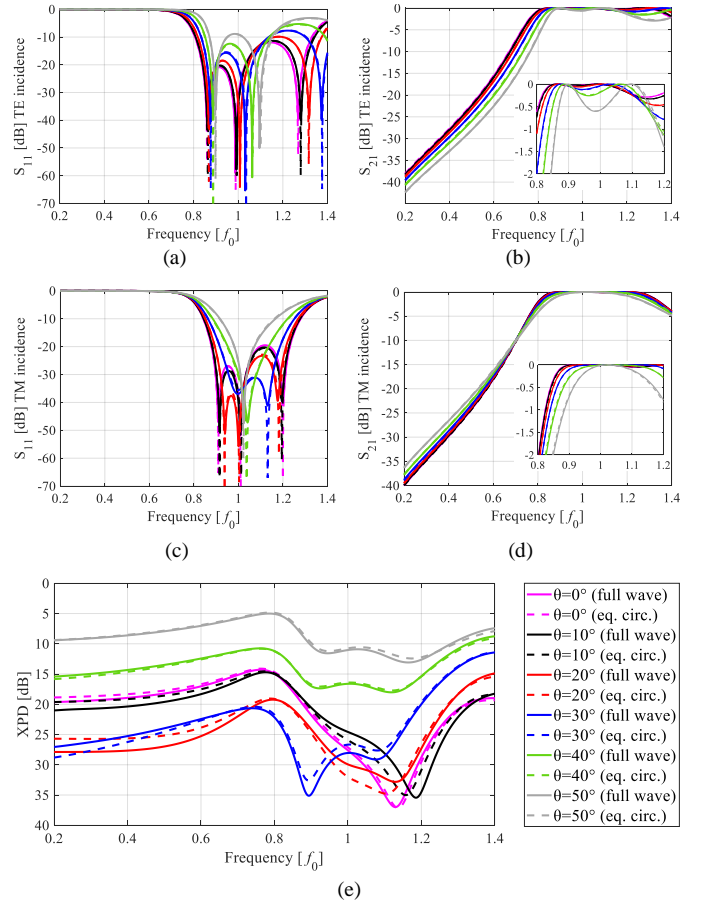 S11 [dB] TE incidence
0
-10
-20
-30
-40
-50
-60
-70
0.2 0.4 0.6 0.8 1.0 1.2 1.4
Frequency [ f0 ]
(a)
S21 [dB] TE incidence
0
-5
-10
-15
-20
-25
-30
-35
-40
0
-0.5
-1
-1.5
-2
0.8 0.9 1 1.1 1.2
0.2 0.4 0.6 0.8 1 1.2 1.4
Frequency [ f0 ]
(b)
S11 [dB] TM incidence
0
-10
-20
-30
-40
-50
-60
-70
0.2 0.4 0.6 0.8 1.0 1.2 1.4
Frequency [ f0 ]
(c)
S21 [dB] TM incidence
0
-5
-10
-15
-20
-25
-30
-35
-40
0
-0.5
-1
-1.5
-2
0.8 0.9 1 1.1 1.2
0.2 0.4 0.6 0.8 1 1.2 1.4
Frequency [ f0 ]
(d)
XPD [dB]
0
5
10
15
20
25
30
35
40
0.2 0.4 0.6 0.8 1 1.2 1.4
Frequency [ f0 ]
θ=0° (full wave)
θ=0° (eq. circ.)
θ=10° (full wave)
θ=10° (eq. circ.)
θ=20° (full wave)
θ=20° (eq. circ.)
θ=30° (full wave)
θ=30° (eq. circ.)
θ=40° (full wave)
θ=40° (eq. circ.)
θ=50° (full wave)
θ=50° (eq. circ.)
(e)